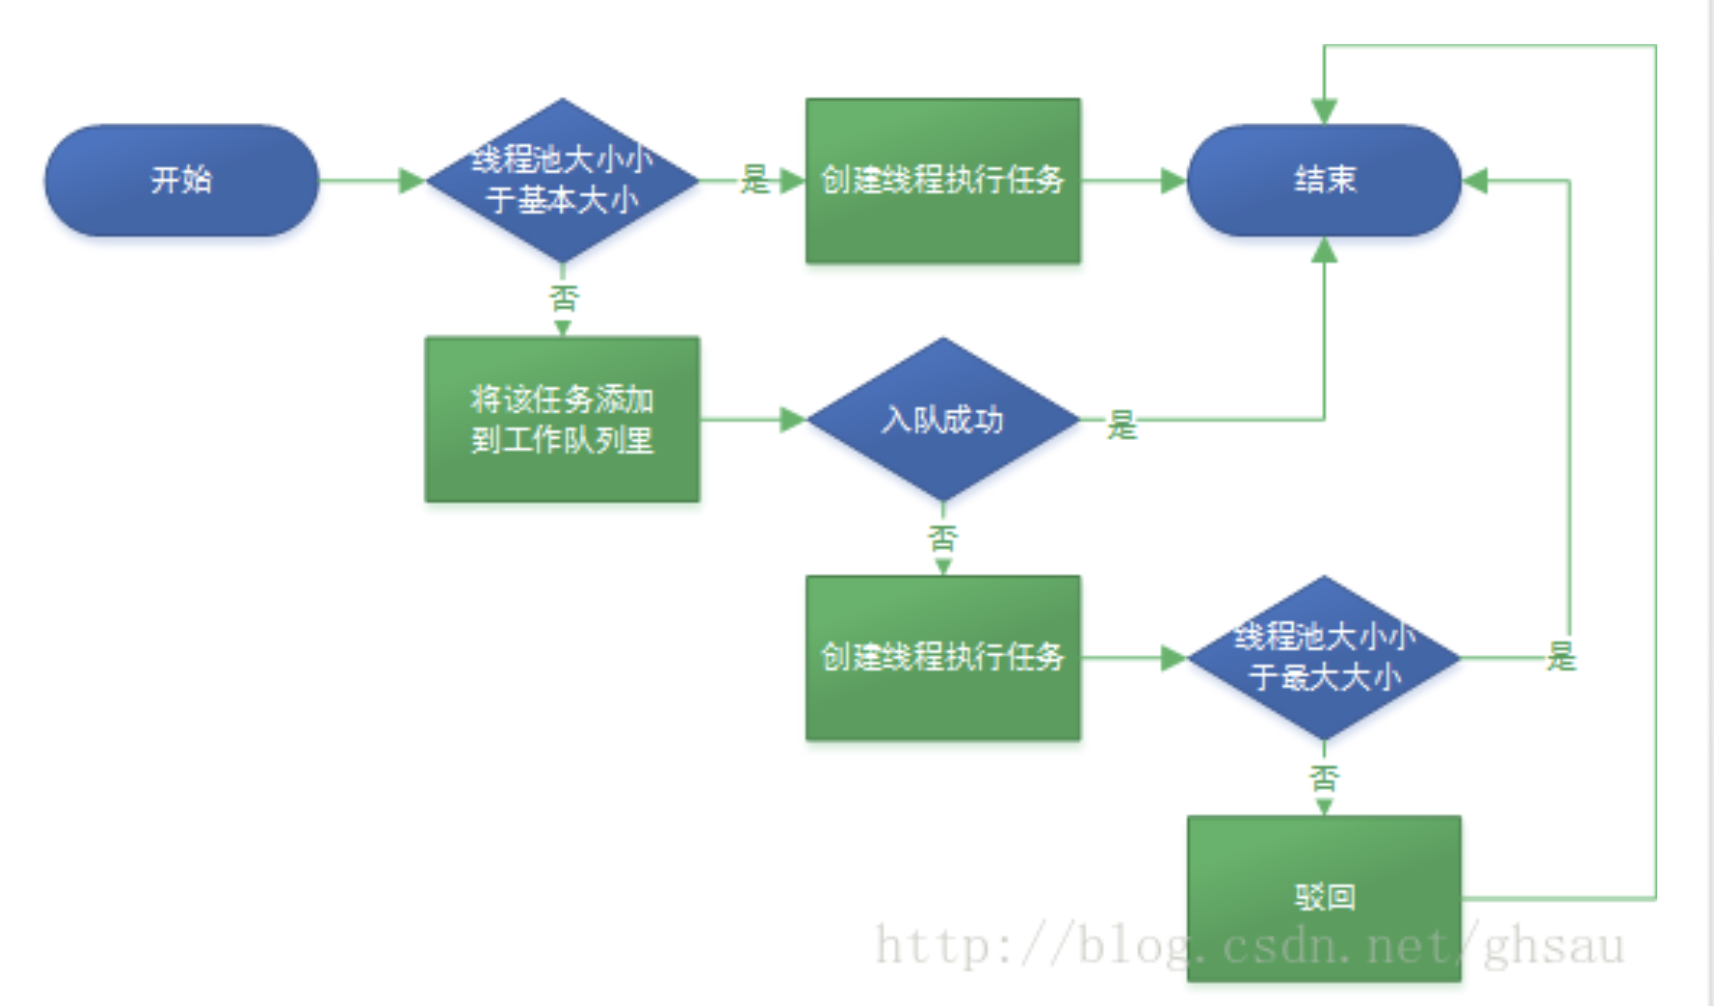 开始
线程池大小小
于基本大小
是
创建线程执行任务
结束
否
将该任务添加
到工作队列里
入队成功
是
否
创建线程执行任务
线程池大小小
于最大大小
是
否
驳回
http://blog.csdn.net/ghsau